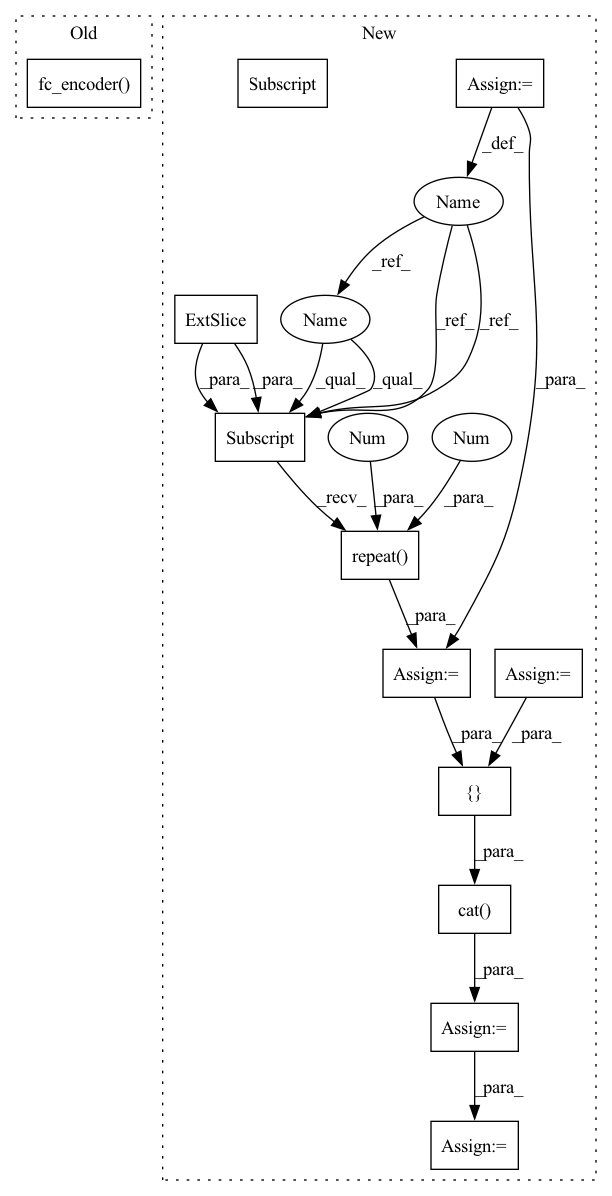 Old
New
fc_encoder()
Subscript
Assign:=
_def_
Name
_ref_
ExtSlice
Name
_ref_
_ref_
_para_
_para_
_qual_
_qual_
_para_
Subscript
Num
Num
_recv_
_para_
_para_
repeat()
_para_
Assign:=
Assign:=
_para_
_para_
{}
_para_
cat()
_para_
Assign:=
_para_
Assign:=